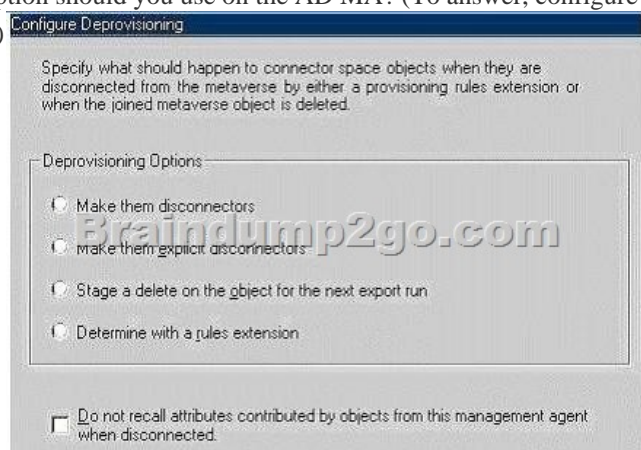 ption should you use on the AD MA? (To answer, configure
)
Configure Deprovisioning
Specify what should happen to connector space objects when they are
disconnected from the metaverse by either a provisioning rules extension or
when the joined metaverse object is deleted.
Deprovisioning Options
Make them disconnectors
Braindump2go.com
Make them explicit disconnectors
Stage a delete on the object for the next export run
Determine with a rules extension
Do not recall attributes contributed by objects from this management agent
when disconnected.